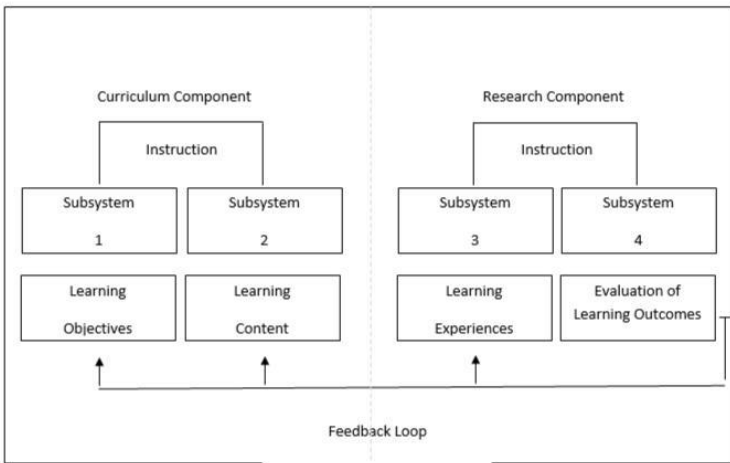 Curriculum Component
Research Component
Instruction
Instruction
Subsystem
1
Subsystem
2
Subsystem
3
Subsystem
4
Learning
Objectives
Learning
Content
Learning
Experiences
Evaluation of
Learning Outcomes
Feedback Loop